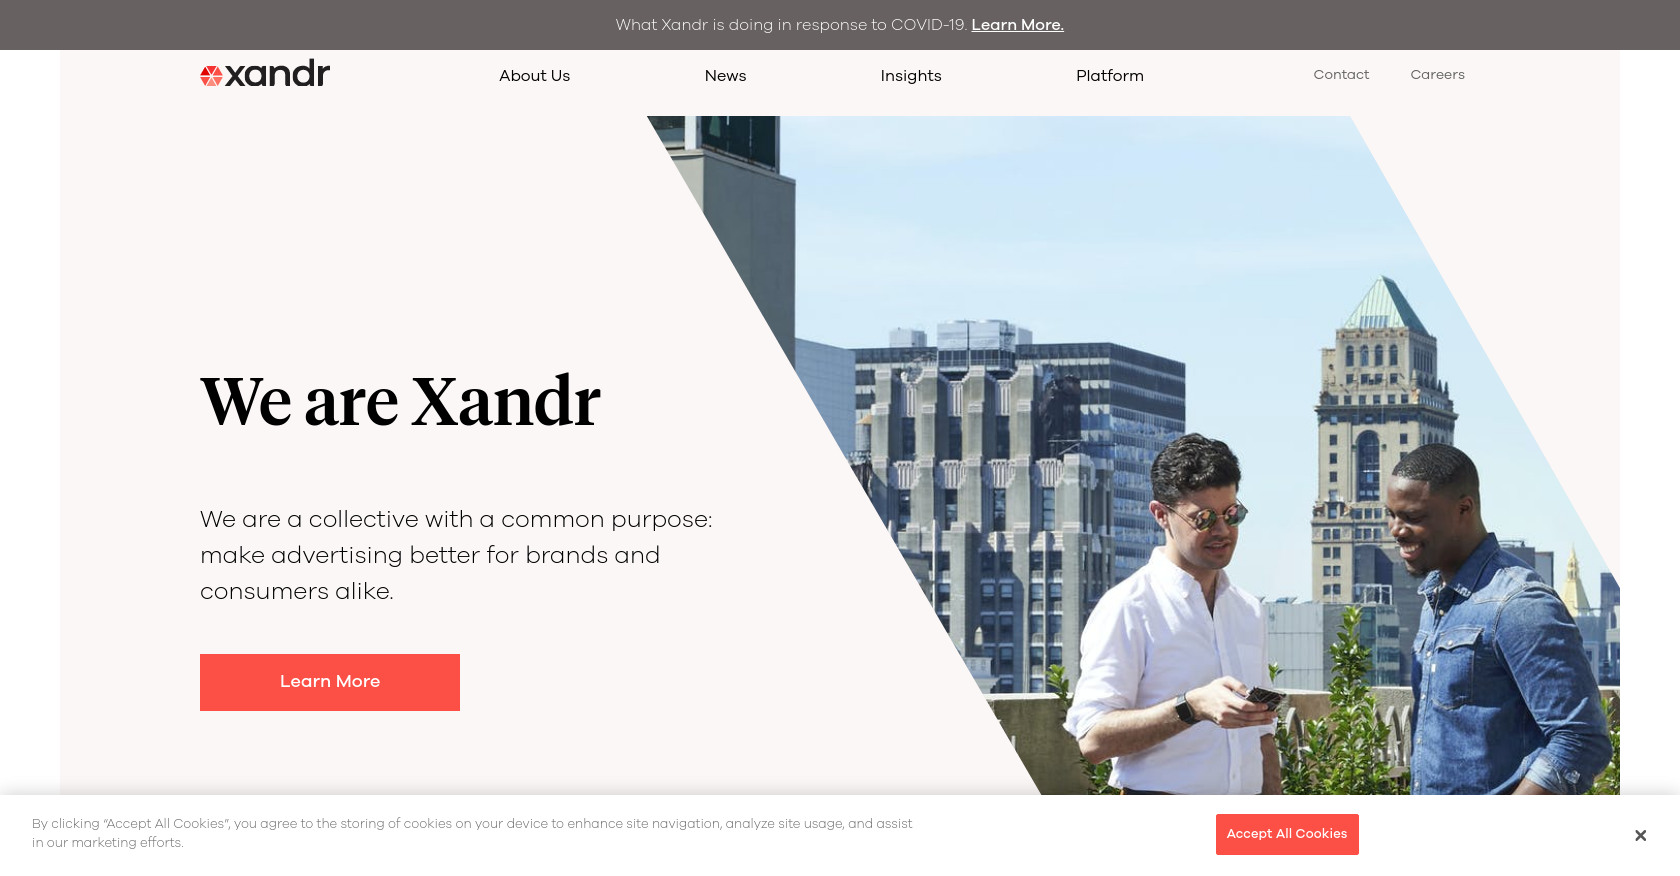 What Xandr is doing in response to COVID-19. Learn More.
xandr
About Us
News
Insights
Platform
Contact
Careers
We are Xandr
We are a collective with a common purpose:
make advertising better for brands and
consumers alike.
Learn More
By clicking “Accept All Cookies”, you agree to the storing of cookies on your device to enhance site navigation, analyze site usage, and assist
in our marketing efforts.
Accept All Cookies